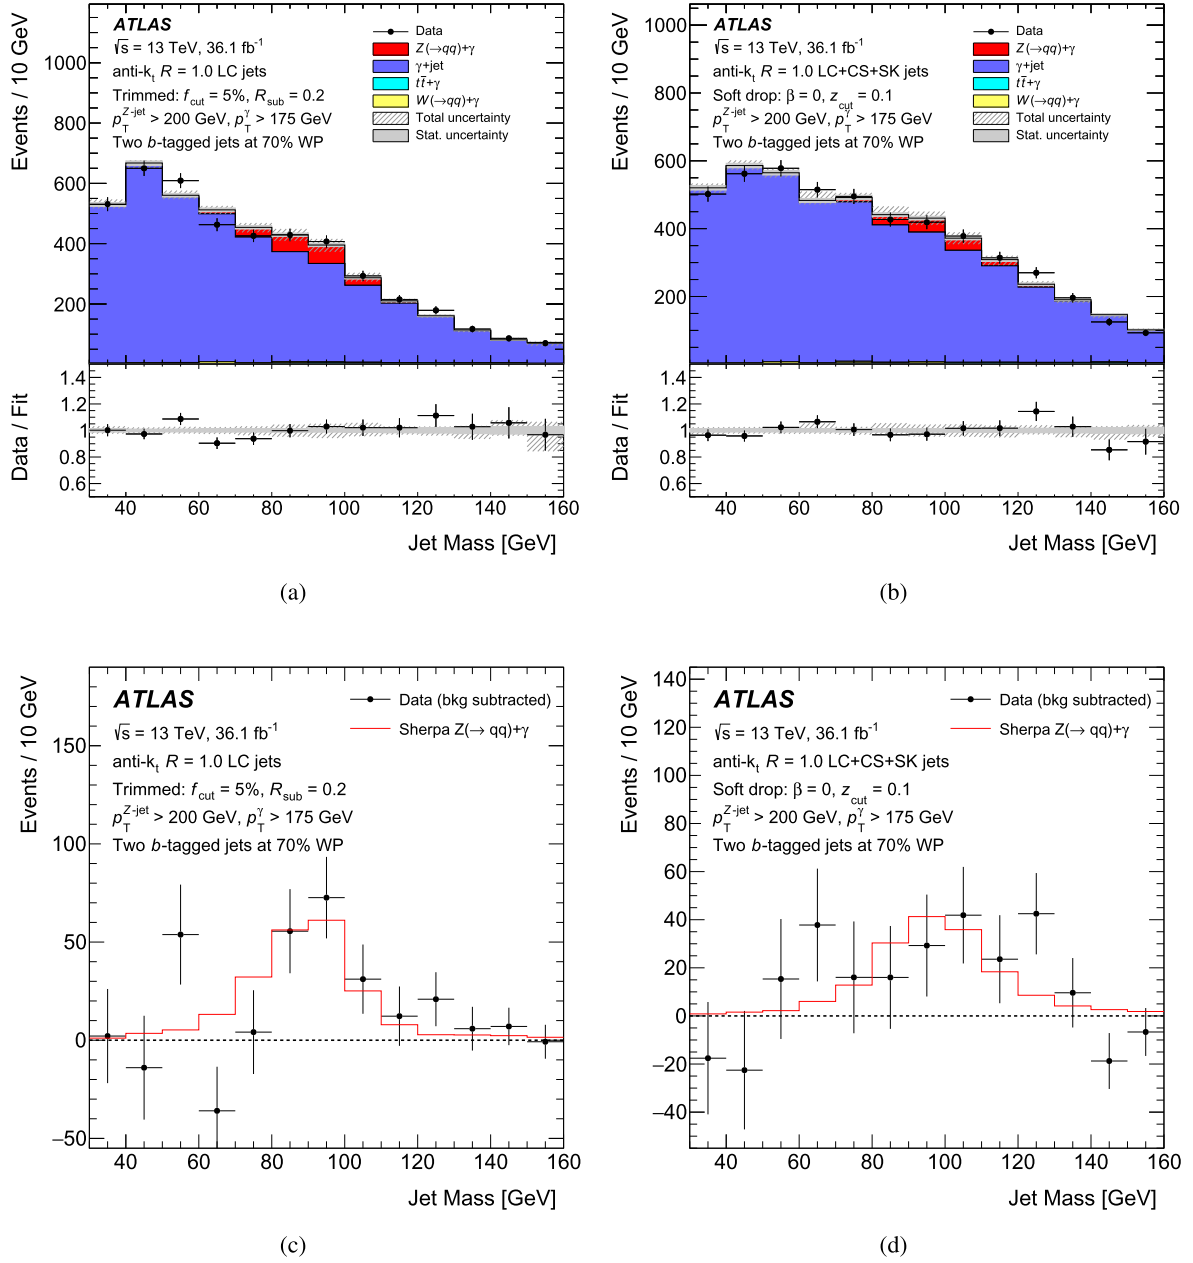 ATLAS
√s = 13 TeV, 36.1 fb⁻¹
anti-kₜ R = 1.0 LC jets
Trimmed: f_cut = 5%, R_sub = 0.2
p_T^Z-jet > 200 GeV, p_T^γ > 175 GeV
Two b-tagged jets at 70% WP
Data
Z(→qq)+γ
γ+jet
tt̄+γ
W(→qq)+γ
Total uncertainty
Stat. uncertainty
Events / 10 GeV
1000
800
600
400
200
Data / Fit
1.4
1.2
1
0.8
0.6
40 60 80 100 120 140 160
Jet Mass [GeV]
(a)
ATLAS
√s = 13 TeV, 36.1 fb⁻¹
anti-kₜ R = 1.0 LC+CS+SK jets
Soft drop: β = 0, z_cut = 0.1
p_T^Z-jet > 200 GeV, p_T^γ > 175 GeV
Two b-tagged jets at 70% WP
Data
Z(→qq)+γ
γ+jet
tt̄+γ
W(→qq)+γ
Total uncertainty
Stat. uncertainty
Events / 10 GeV
1000
800
600
400
200
Data / Fit
1.4
1.2
1
0.8
0.6
40 60 80 100 120 140 160
Jet Mass [GeV]
(b)
ATLAS
√s = 13 TeV, 36.1 fb⁻¹
anti-kₜ R = 1.0 LC jets
Trimmed: f_cut = 5%, R_sub = 0.2
p_T^Z-jet > 200 GeV, p_T^γ > 175 GeV
Two b-tagged jets at 70% WP
Data (bkg subtracted)
Sherpa Z(→ qq)+γ
Events / 10 GeV
150
100
50
0
−50
40 60 80 100 120 140 160
Jet Mass [GeV]
(c)
ATLAS
√s = 13 TeV, 36.1 fb⁻¹
anti-kₜ R = 1.0 LC+CS+SK jets
Soft drop: β = 0, z_cut = 0.1
p_T^Z-jet > 200 GeV, p_T^γ > 175 GeV
Two b-tagged jets at 70% WP
Data (bkg subtracted)
Sherpa Z(→ qq)+γ
Events / 10 GeV
140
120
100
80
60
40
20
0
−20
−40
40 60 80 100 120 140 160
Jet Mass [GeV]
(d)